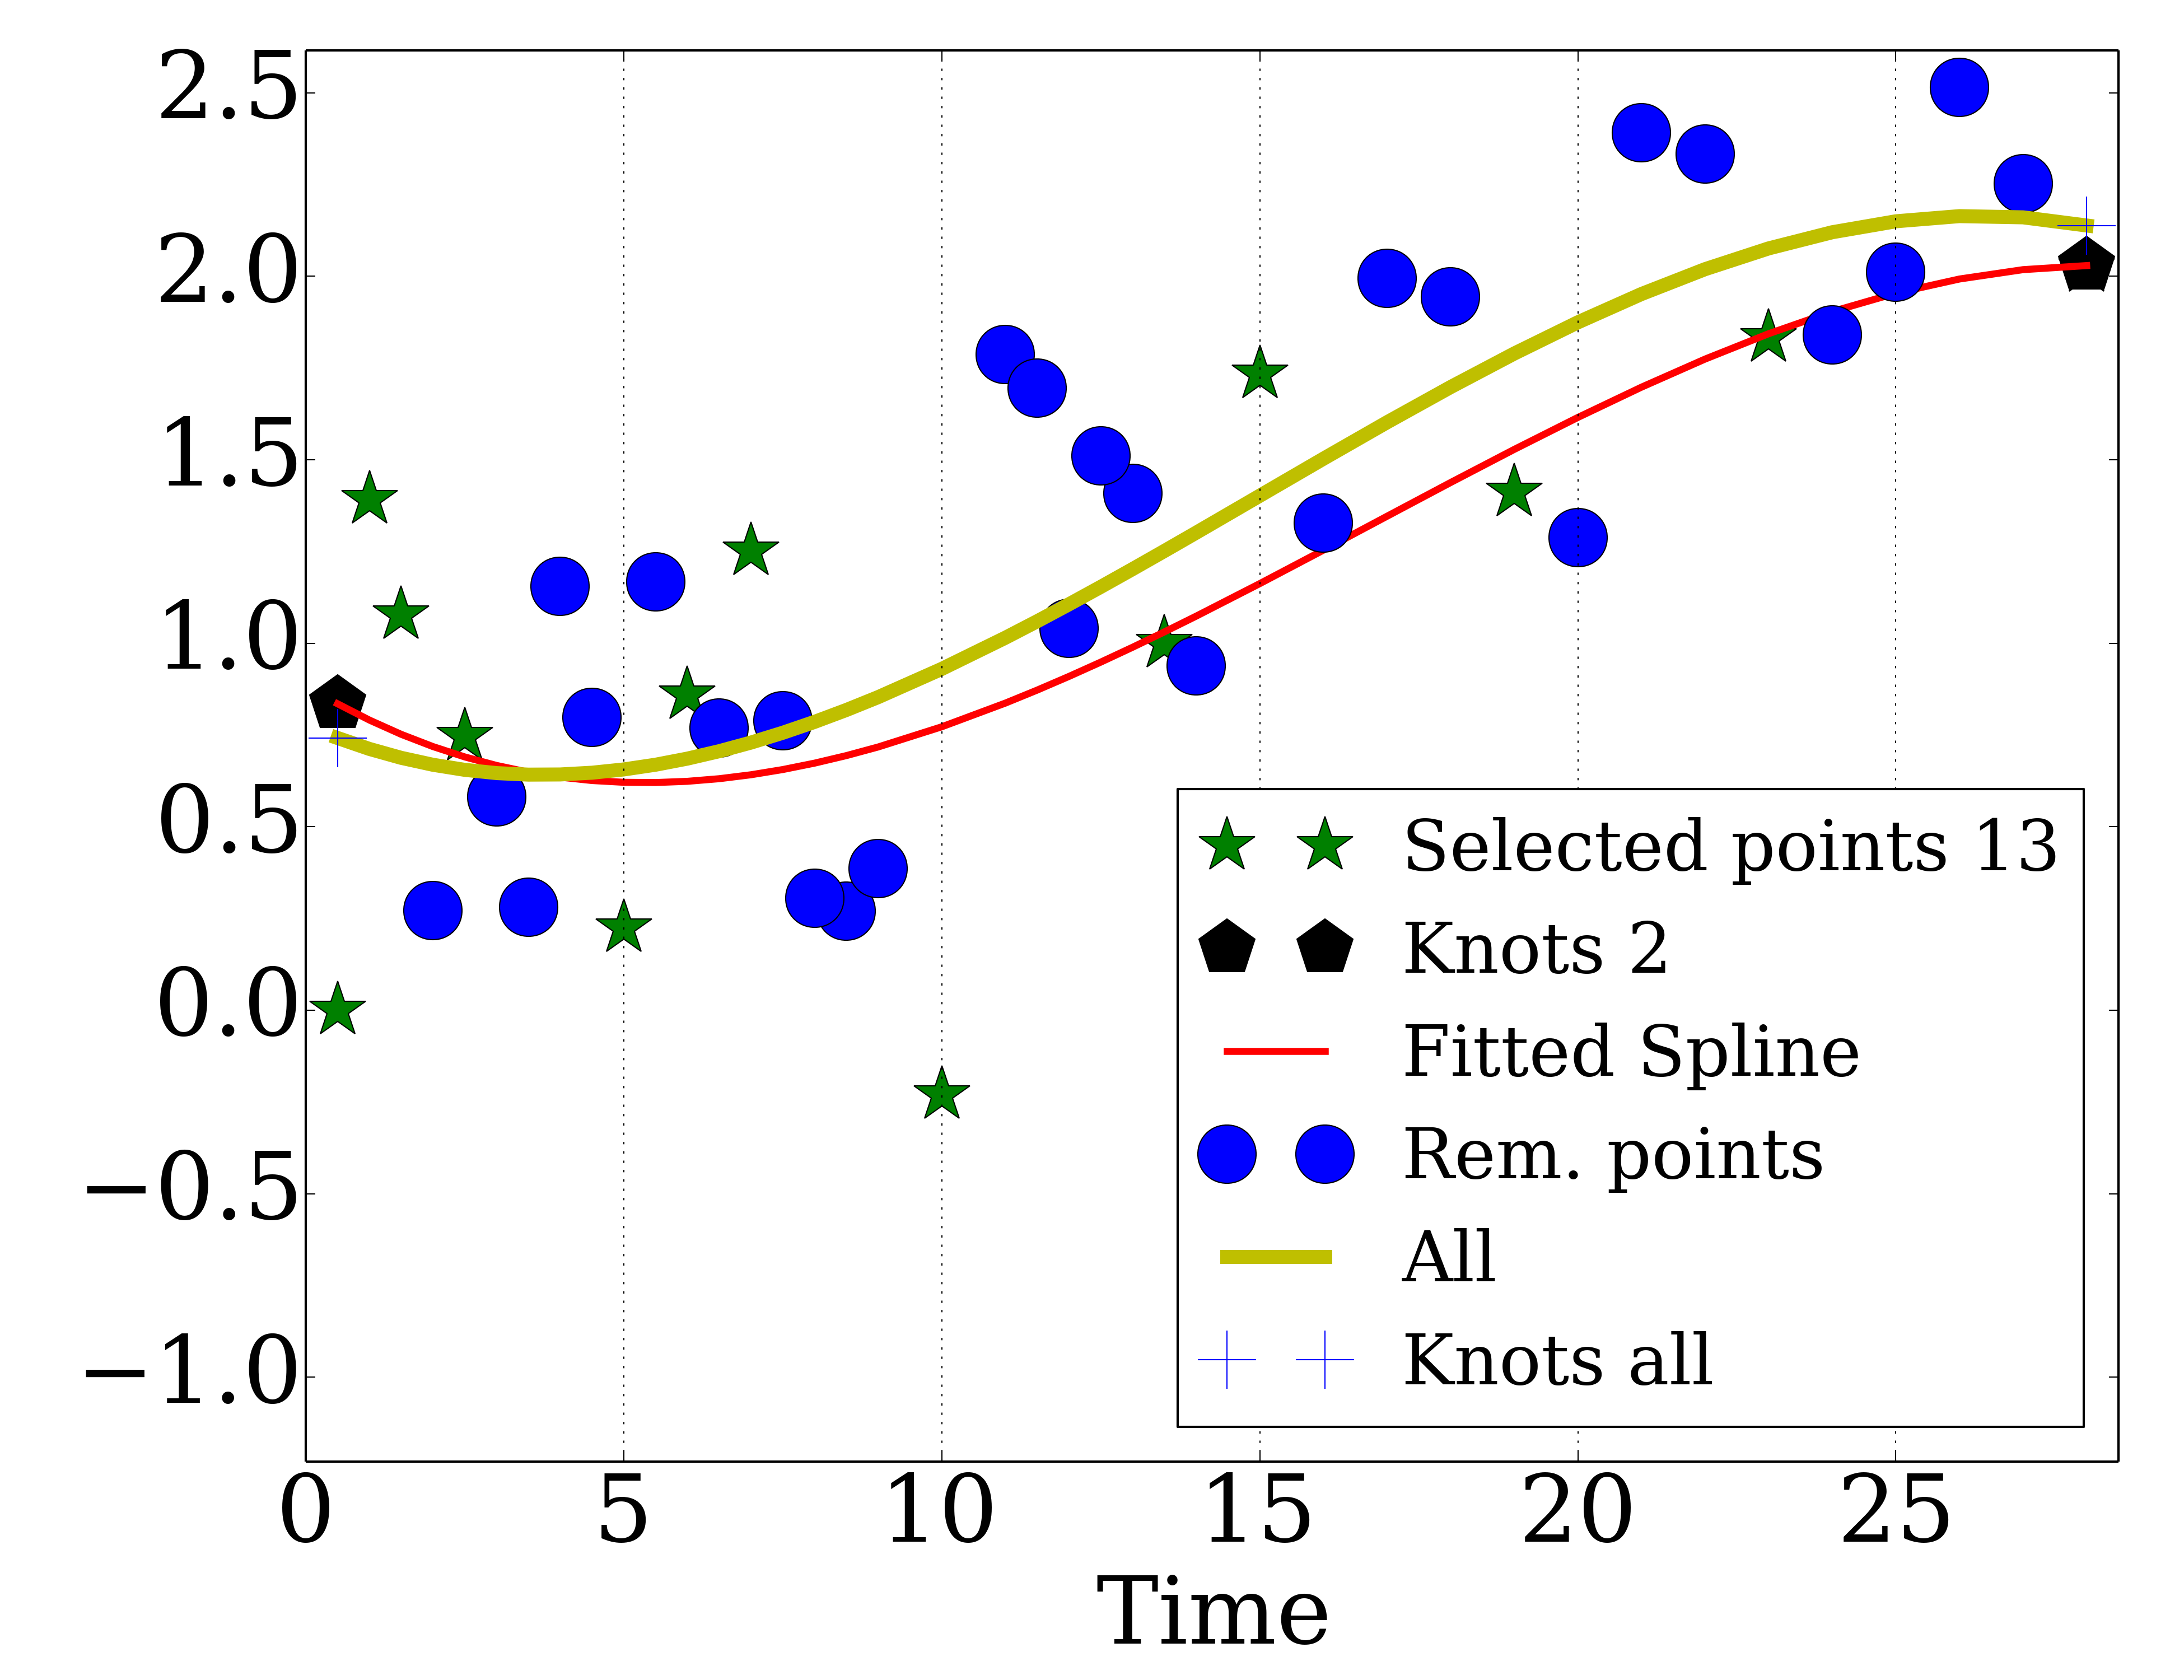 2.5
2.0
1.5
1.0
0.5
0.0
−0.5
−1.0
0 5 10 15 20 25
Time
Selected points 13
Knots 2
Fitted Spline
Rem. points
All
Knots all